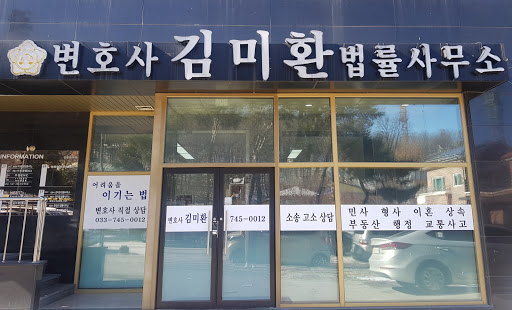 변호사 김미환 법률사무소
INFORMATION
어려움을
이기는 법
변호사 직접 상담
033-745-0012
변호사 김미환
745-0012
소송 고소 상담
민사 형사 이혼 상속
부동산 행정 교통사고